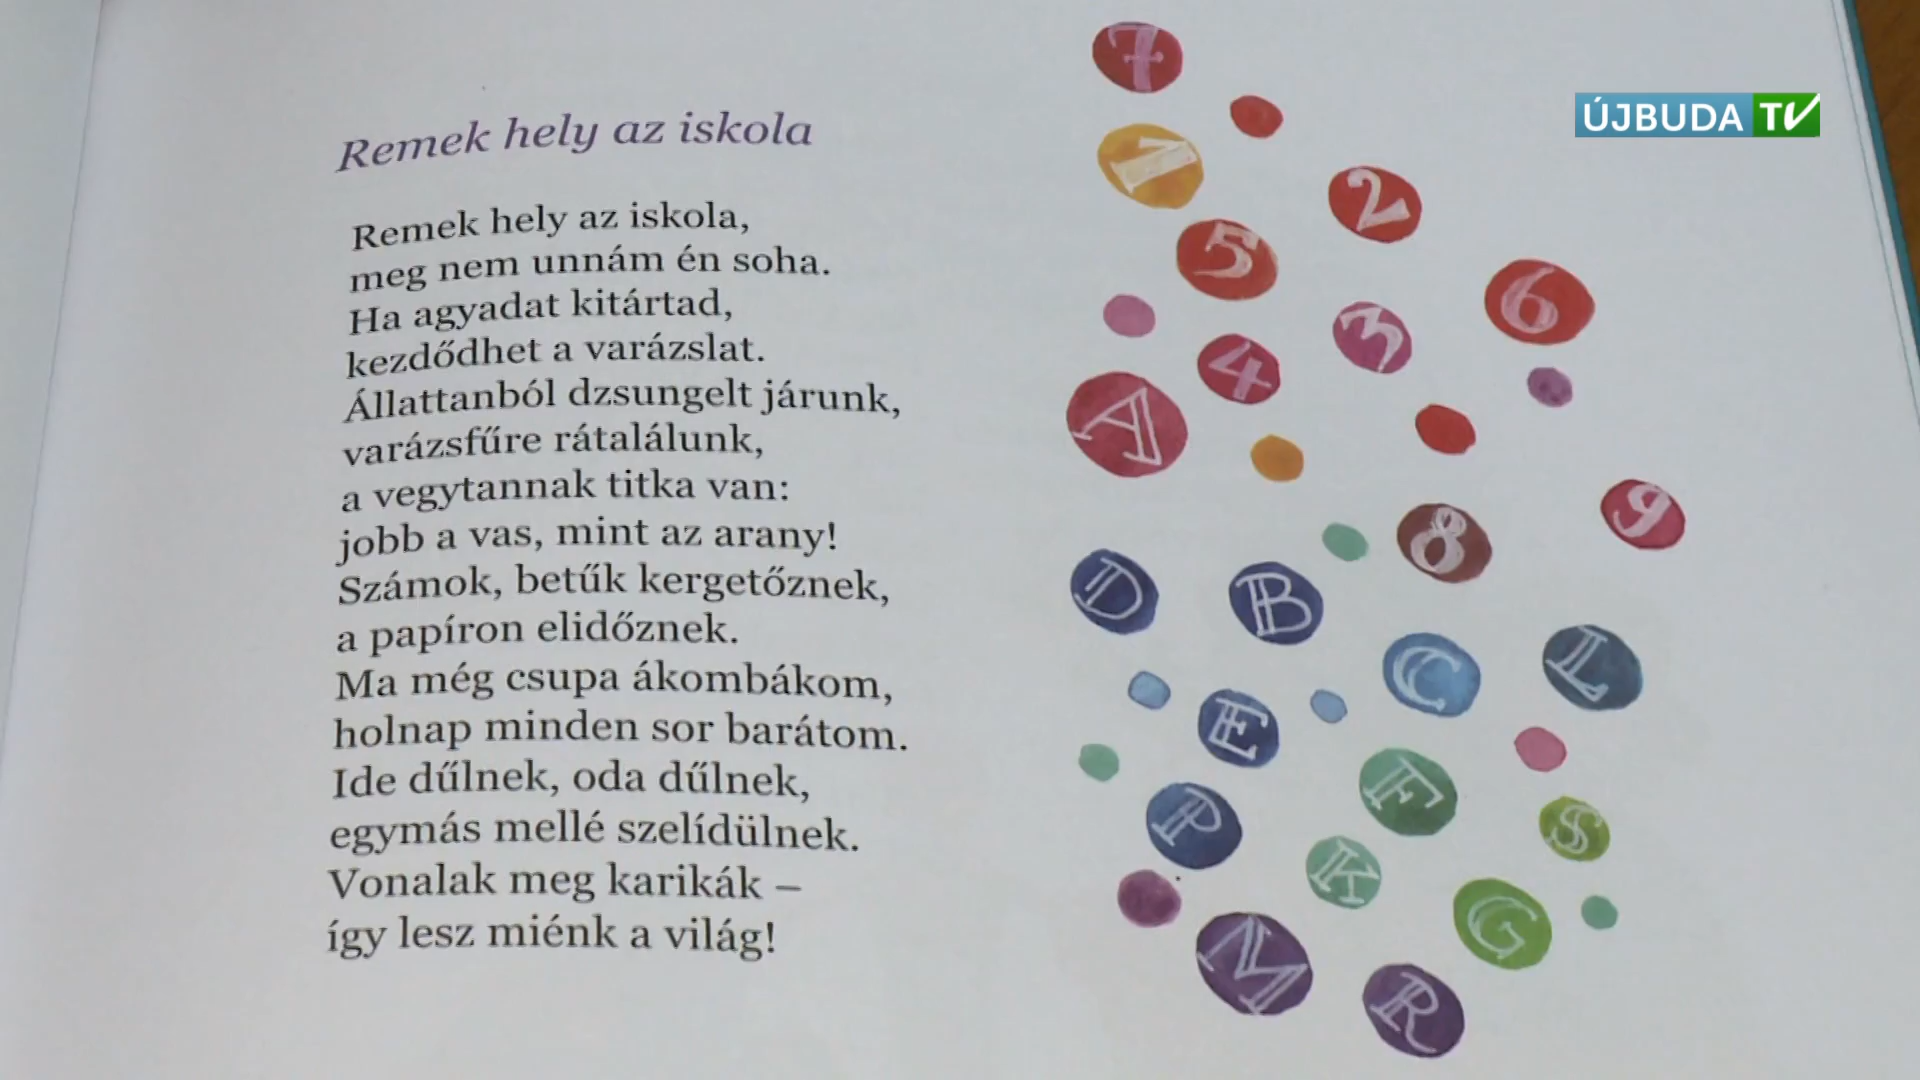 Remek hely az iskola
Remek hely az iskola,
meg nem unnám én soha.
Ha agyadat kitártad,
kezdődhet a varázslat.
Állattanból dzsungelt járunk,
varázsfűre rátalálunk,
a vegytannak titka van:
jobb a vas, mint az arany!
Számok, betűk kergetőznek,
a papíron elidőznek.
Ma még csupa ákombákom,
holnap minden sor barátom.
Ide dűlnek, oda dűlnek,
egymás mellé szelídülnek.
Vonalak meg karikák –
így lesz miénk a világ!
7
1
2
5
6
3
4
A
9
8
D
B
C
L
E
F
P
S
K
G
M
R
ÚJBUDA TV